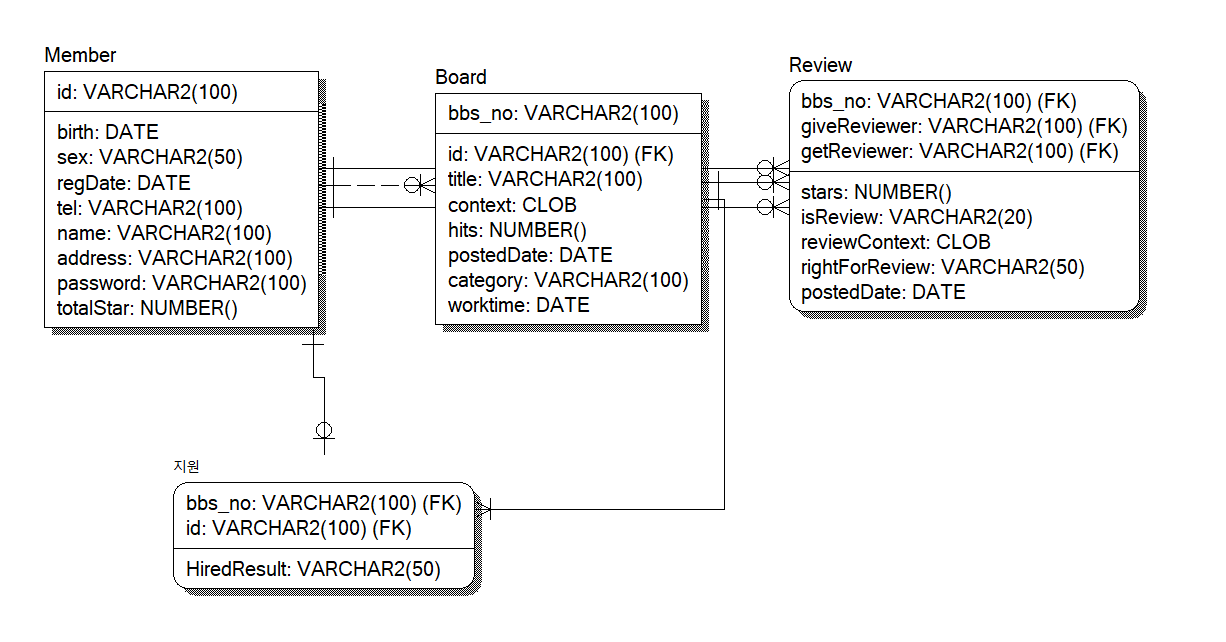 Member
id: VARCHAR2(100)
birth: DATE
sex: VARCHAR2(50)
regDate: DATE
tel: VARCHAR2(100)
name: VARCHAR2(100)
address: VARCHAR2(100)
password: VARCHAR2(100)
totalStar: NUMBER()
Board
bbs_no: VARCHAR2(100)
id: VARCHAR2(100) (FK)
title: VARCHAR2(100)
context: CLOB
hits: NUMBER()
postedDate: DATE
category: VARCHAR2(100)
worktime: DATE
Review
bbs_no: VARCHAR2(100) (FK)
giveReviewer: VARCHAR2(100) (FK)
getReviewer: VARCHAR2(100) (FK)
stars: NUMBER()
isReview: VARCHAR2(20)
reviewContext: CLOB
rightForReview: VARCHAR2(50)
postedDate: DATE
지원
bbs_no: VARCHAR2(100) (FK)
id: VARCHAR2(100) (FK)
HiredResult: VARCHAR2(50)